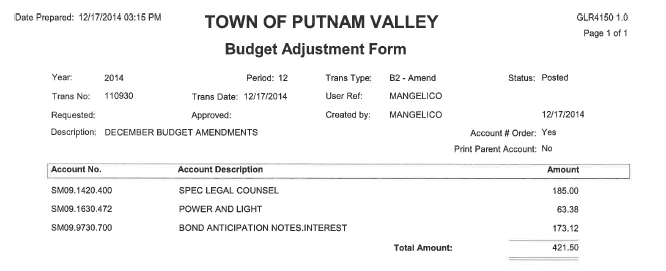 Date Prepared: 12/17/2014 03:15 PM TOWN OF PUTNAM VALLEY GLR4150 1.0
Page 1 of 1
Budget Adjustment Form
Year: 2014 Period: 12 Trans Type: B2 - Amend Status: Posted
Trans No: 110930 Trans Date: 12/17/2014 User Ref: MANGELICO
Requested: Approved: Created by: MANGELICO 12/17/2014
Description: DECEMBER BUDGET AMENDMENTS Account # Order: Yes
Print Parent Account: No
Account No. Account Description Amount
SM09.1420.400 SPEC LEGAL COUNSEL 185.00
SM09.1630.472 POWER AND LIGHT 63.38
SM09.9730.700 BOND ANTICIPATION NOTES.INTEREST 173.12
Total Amount: 421.50